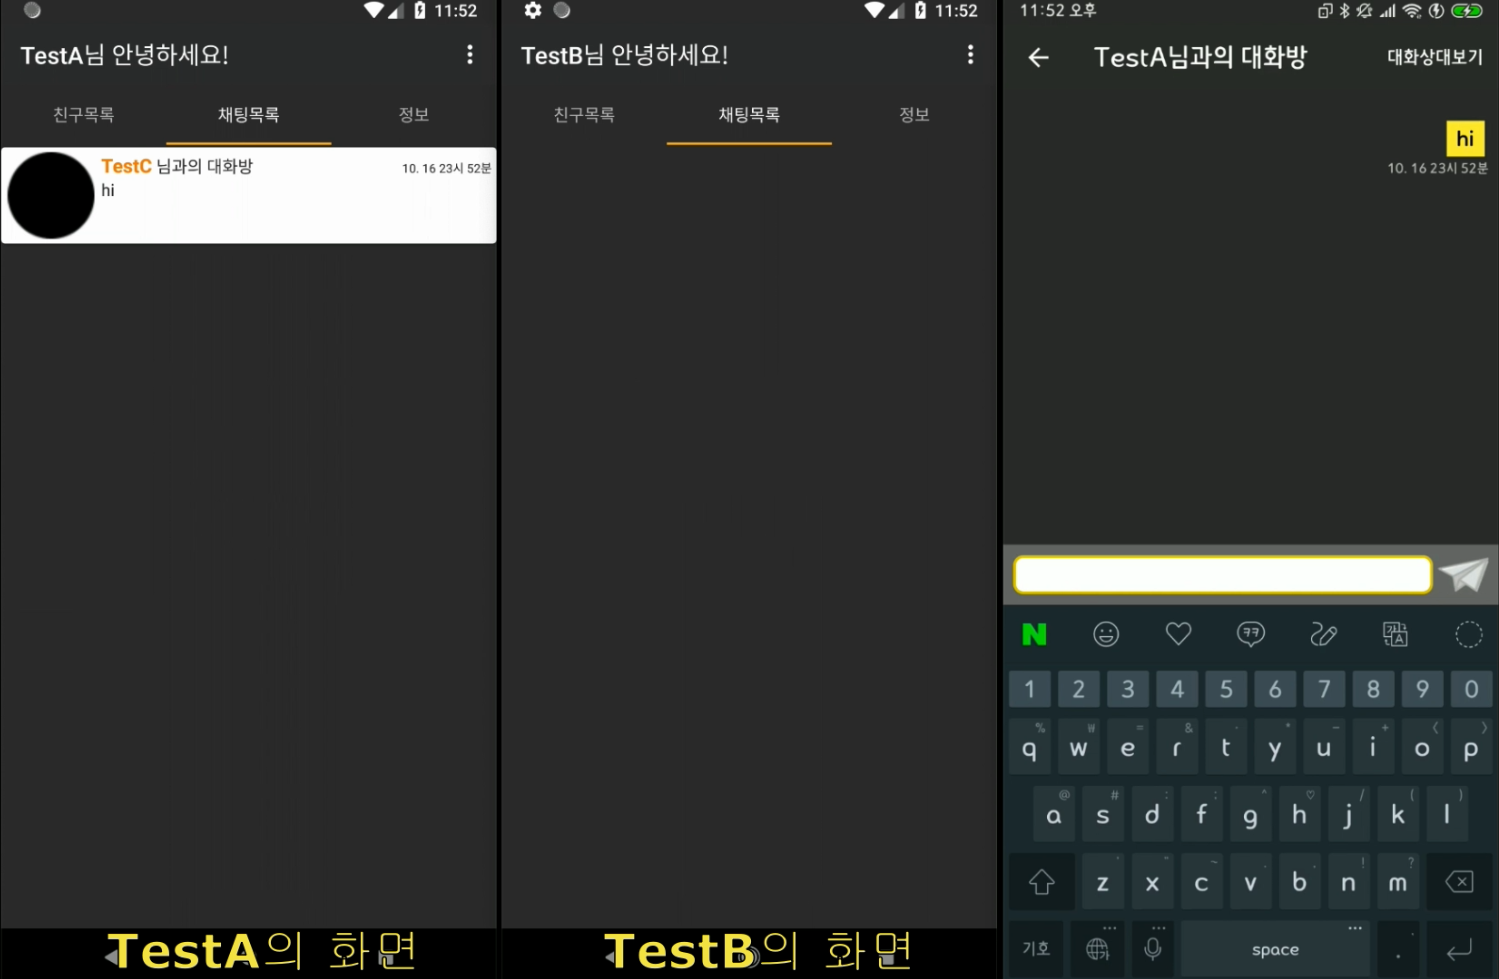 11:52
TestA님 안녕하세요!
친구목록 채팅목록 정보
TestC 님과의 대화방 10. 16 23시 52분
hi
TestA의 화면
11:52
TestB님 안녕하세요!
친구목록 채팅목록 정보
TestB의 화면
11:52 오후
TestA님과의 대화방 대화상대보기
hi
10. 16 23시 52분
N ㅋㅋ
1 2 3 4 5 6 7 8 9 0
q w e r t y u i o p
a s d f g h j k l
z x c v b n m
기호 space .